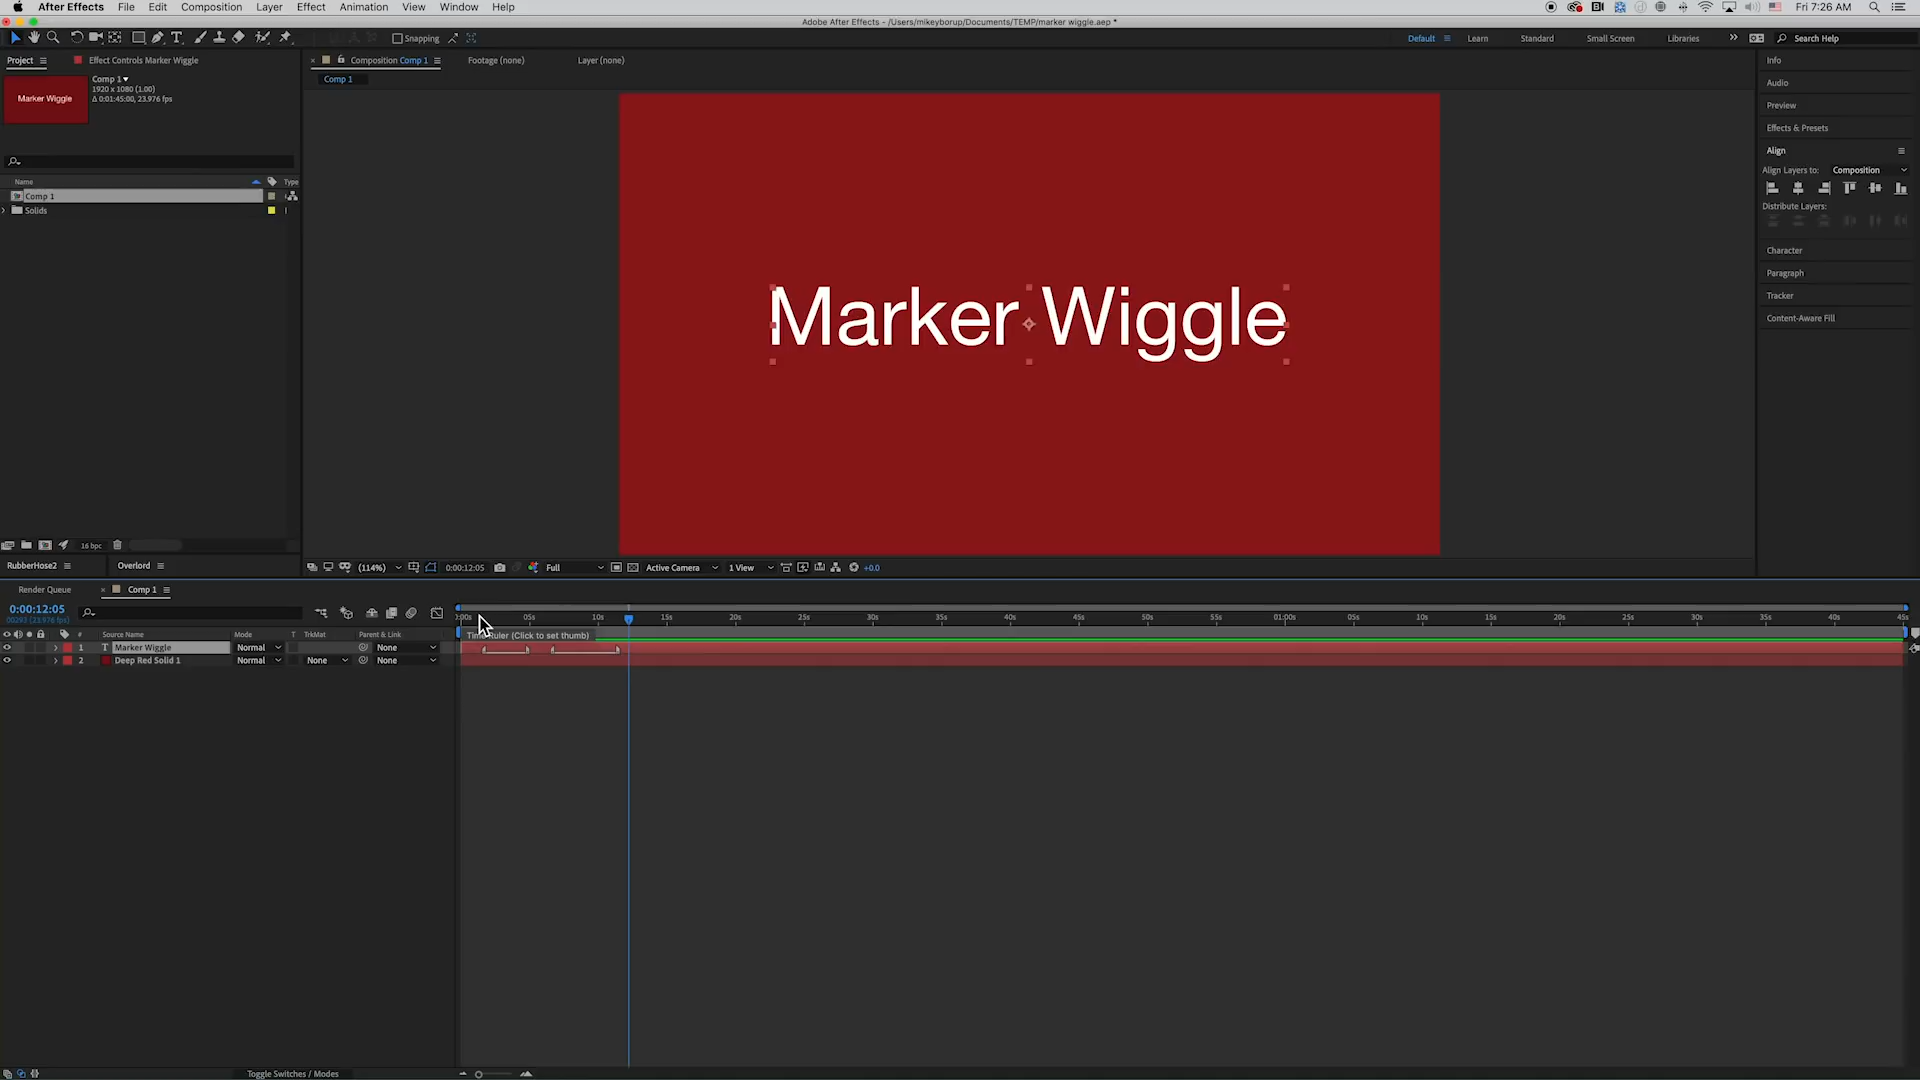 After Effects File Edit Composition Layer Effect Animation View Window Help Fri 7:26 AM
Adobe After Effects - /Users/mikeyborup/Documents/TEMP/marker wiggle.aep *
Snapping Default Learn Standard Small Screen Libraries Search Help
Project Effect Controls Marker Wiggle Composition Comp 1 Footage (none) Layer (none) Info
Comp 1
1920 x 1080 (1.00)
Δ 0:01:45:00, 23.976 fps
Marker Wiggle
Comp 1
Audio
Preview
Effects & Presets
Align
Align Layers to: Composition
Distribute Layers:
Character
Paragraph
Tracker
Content-Aware Fill
Name Type
Comp 1
Solids
Marker Wiggle
16 bpc
RubberHose2 Overlord
(114%) 0:00:12:05 Full Active Camera 1 View +0.0
Render Queue Comp 1
0:00:12:05
00293 (23.976 fps)
:00s 05s 10s 15s 20s 25s 30s 35s 40s 45s 50s 55s 01:00s 05s 10s 15s 20s 25s 30s 35s 40s 45s
# Source Name Mode T TrkMat Parent & Link
Time Ruler (Click to set thumb)
1 T Marker Wiggle Normal None
2 Deep Red Solid 1 Normal None None
Toggle Switches / Modes